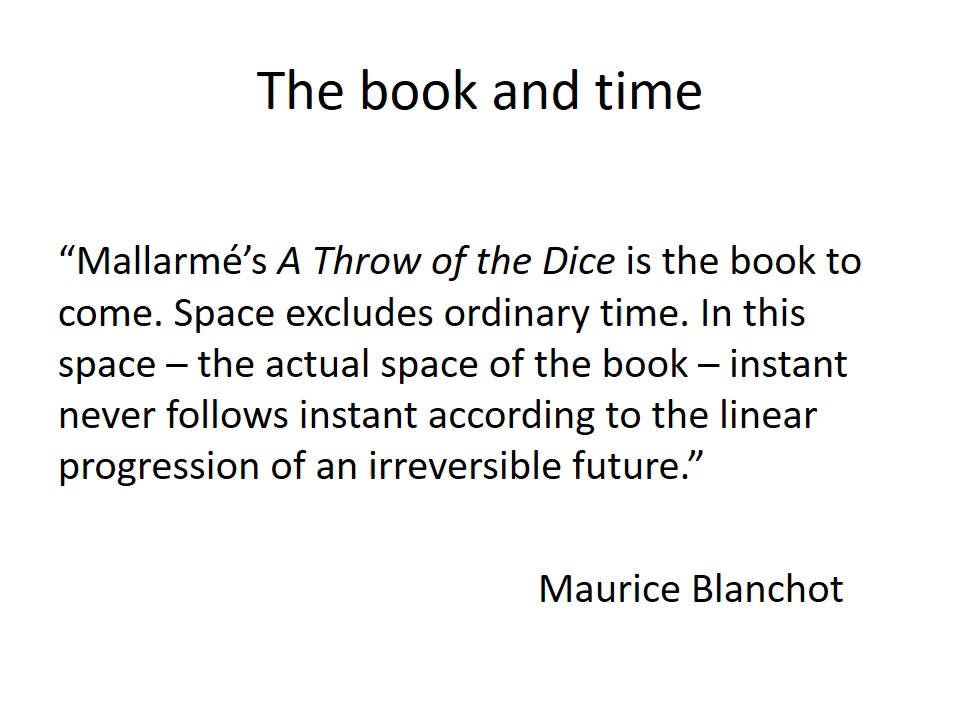 The book and time
“Mallarmé’s A Throw of the Dice is the book to
come. Space excludes ordinary time. In this
space – the actual space of the book – instant
never follows instant according to the linear
progression of an irreversible future.”
Maurice Blanchot